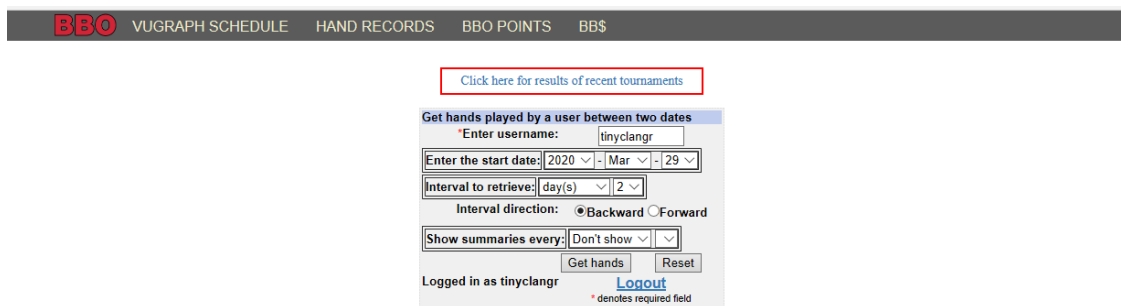 BBO VUGRAPH SCHEDULE HAND RECORDS BBO POINTS BB$
Click here for results of recent tournaments
Get hands played by a user between two dates
*Enter username: tinyclangr
Enter the start date: 2020 - Mar - 29
Interval to retrieve: day(s) 2
Interval direction: Backward Forward
Show summaries every: Don't show
Get hands Reset
Logged in as tinyclangr Logout
* denotes required field